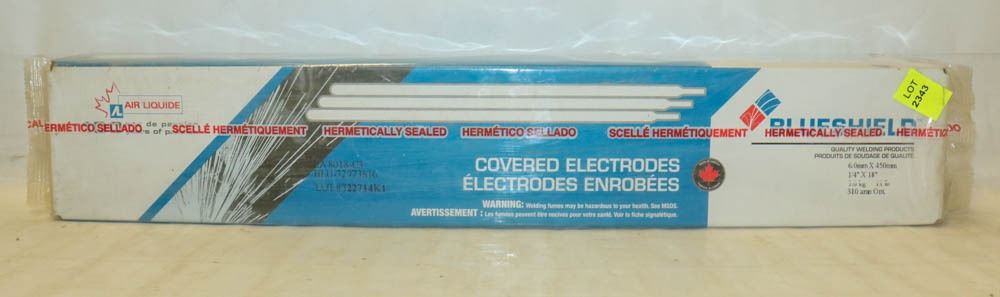 AIR LIQUIDE
HERMÉTICO SELLADO SCELLÉ HERMÉTIQUEMENT HERMETICALLY SEALED HERMÉTICO SELLADO SCELLÉ HERMÉTIQUEMENT HERMETICALLY SEALED HERMÉTICO
BLUESHIELD
LOT
2343
QUALITY WELDING PRODUCTS
PRODUITS DE SOUDAGE DE QUALITÉ
6.0mm X 450mm
1/4" X 18"
COVERED ELECTRODES
ÉLECTRODES ENROBÉES
WARNING: Welding fumes may be hazardous to your health. See MSDS.
AVERTISSEMENT : Les fumées peuvent être nocives pour votre santé. Voir la fiche signalétique.